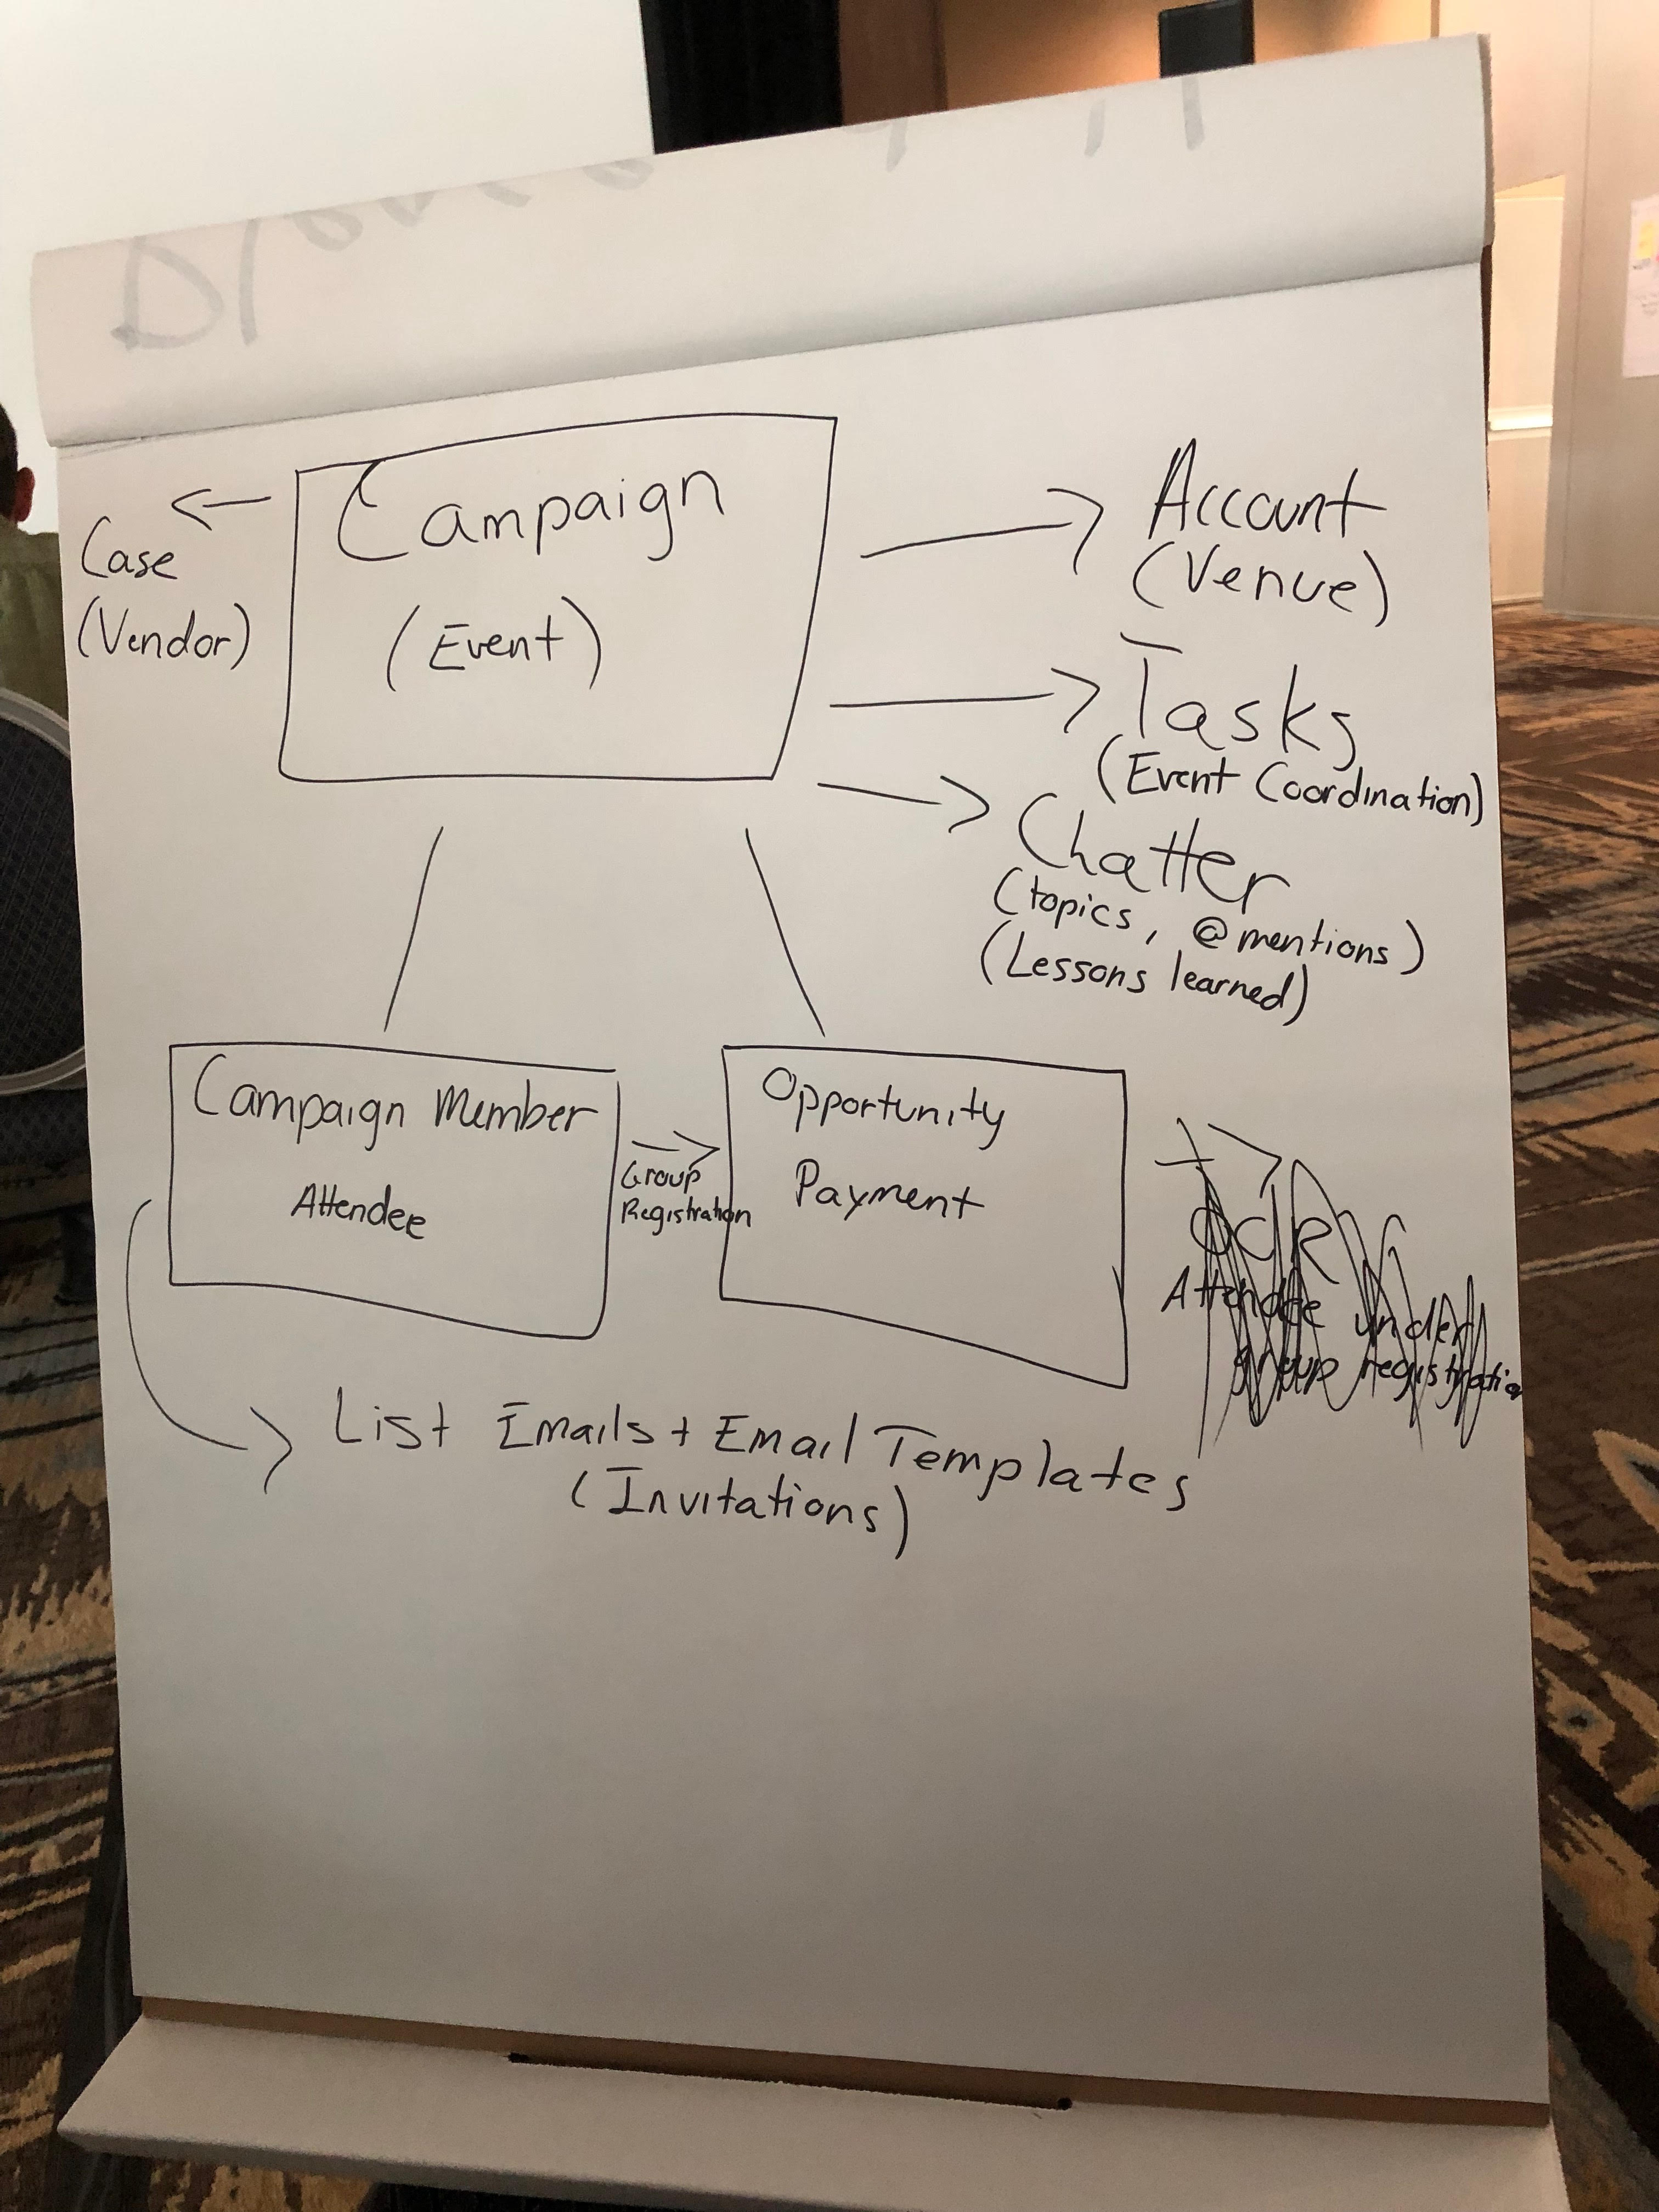 Campaign
(Event)
Case
(Vendor)
Account
(Venue)
Tasks
(Event Coordination)
Chatter
(topics, @mentions)
(Lessons learned)
Campaign Member
Attendee
Group
Registration
Opportunity
Payment
OCR
Attendee under
group registration
List Emails + Email Templates
(Invitations)